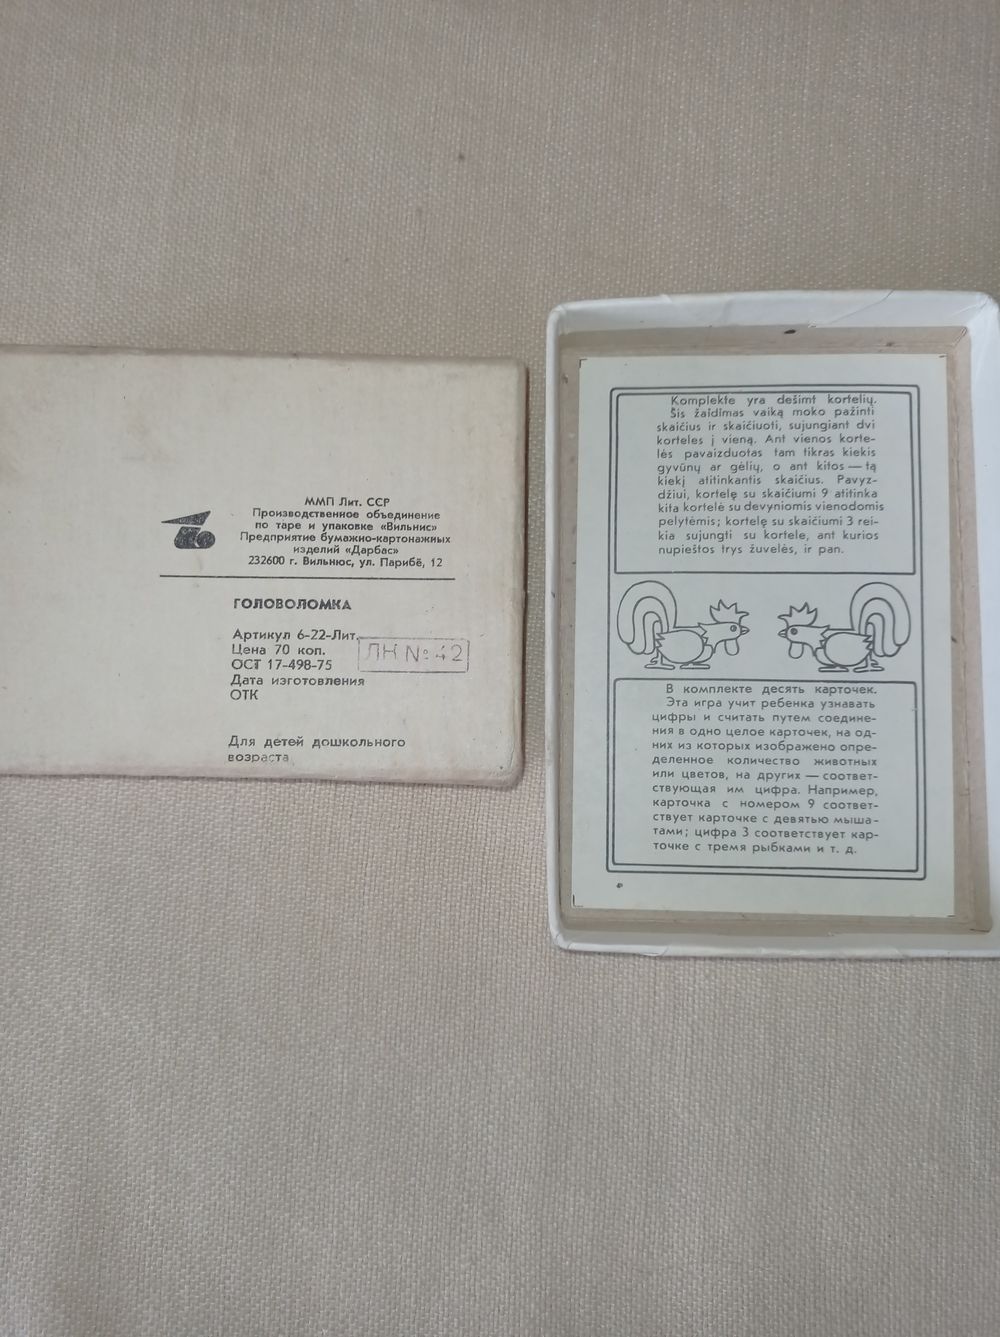 ММП Лит. ССР
Производственное объединение
по таре и упаковке «Вильнис»
Предприятие бумажно-картонажных
изделий «Дарбас»
232600 г. Вильнюс, ул. Парибё, 12
ГОЛОВОЛОМКА
Артикул 6-22-Лит.
Цена 70 коп.
ОСТ 17-498-75
Дата изготовления
ОТК
ЛН № 42
Для детей дошкольного
возраста
Komplekte yra dešimt kortelių.
Šis žaidimas vaiką moko pažinti
skaičius ir skaičiuoti, sujungiant dvi
korteles į vieną. Ant vienos korte-
lės pavaizduotas tam tikras kiekis
gyvūnų ar gėlių, o ant kitos — tą
kiekį atitinkantis skaičius. Pavyz-
džiui, kortelę su skaičiumi 9 atitinka
kita kortelė su devyniomis vienodomis
pelytėmis; kortelę su skaičiumi 3 rei-
kia sujungti su kortele, ant kurios
nupieštos trys žuvelės, ir pan.
В комплекте десять карточек.
Эта игра учит ребенка узнавать
цифры и считать путем соедине-
ния в одно целое карточек, на од-
них из которых изображено опре-
деленное количество животных
или цветов, на других — соответ-
ствующая им цифра. Например,
карточка с номером 9 соответ-
ствует карточке с девятью мыша-
тами; цифра 3 соответствует кар-
точке с тремя рыбками и т. д.